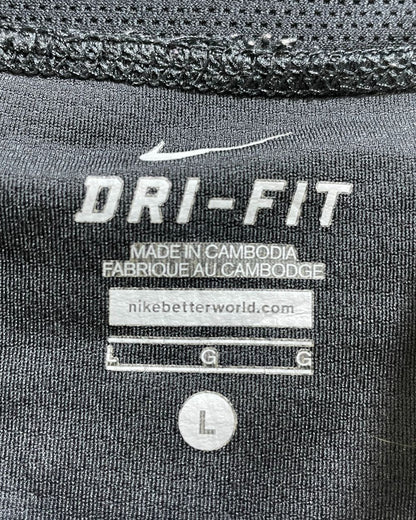 DRI-FIT
MADE IN CAMBODIA
FABRIQUE AU CAMBODGE
nikebetterworld.com
L G G
L